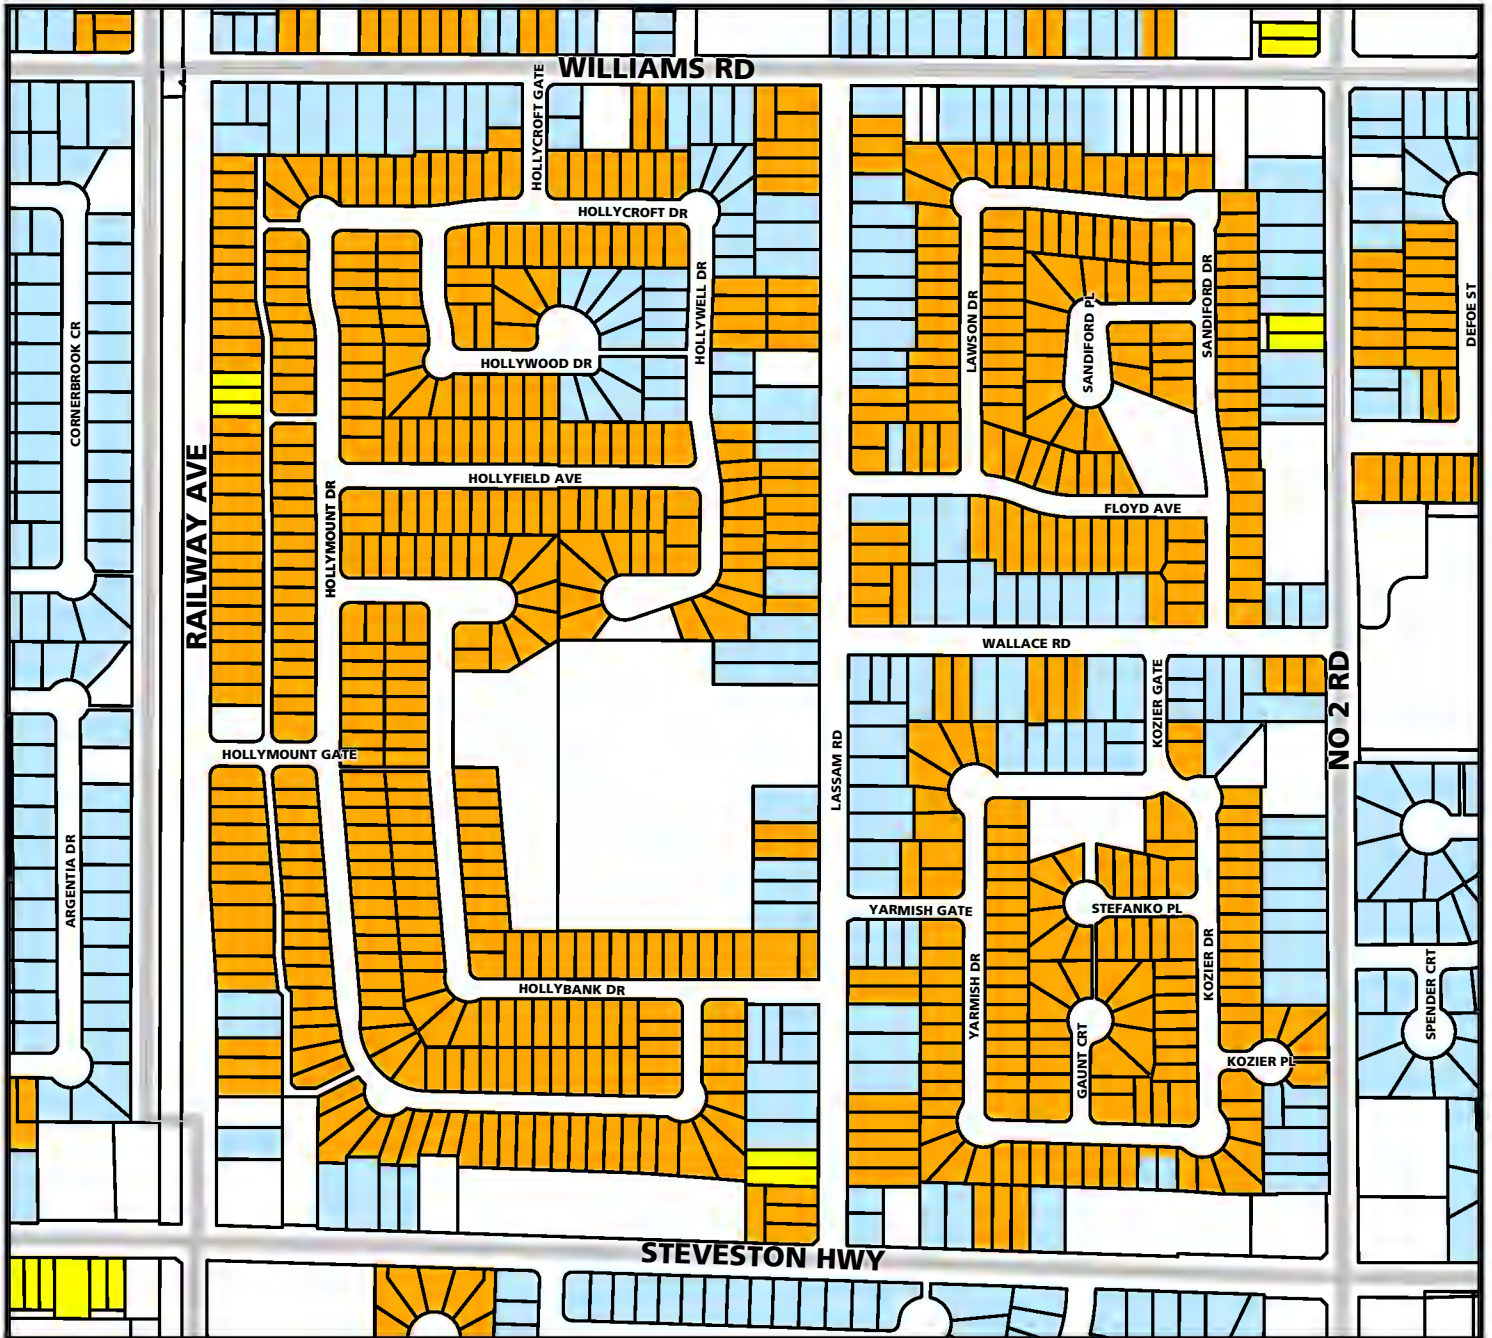 WILLIAMS RD
HOLLYCROFT GATE
HOLLYCROFT DR
HOLLYWELL DR
SANDIFORD DR
LAWSON DR
SANDIFORD PL
DEFOE ST
CORNERBROOK CR
HOLLYWOOD DR
RAILWAY AVE
HOLLYMOUNT DR
HOLLYFIELD AVE
FLOYD AVE
WALLACE RD
KOZIER GATE
NO 2 RD
HOLLYMOUNT GATE
LASSAM RD
ARGENTIA DR
YARMISH GATE
STEFANKO PL
YARMISH DR
KOZIER DR
HOLLYBANK DR
GAUNT CRT
KOZIER PL
SPENDER CRT
STEVESTON HWY